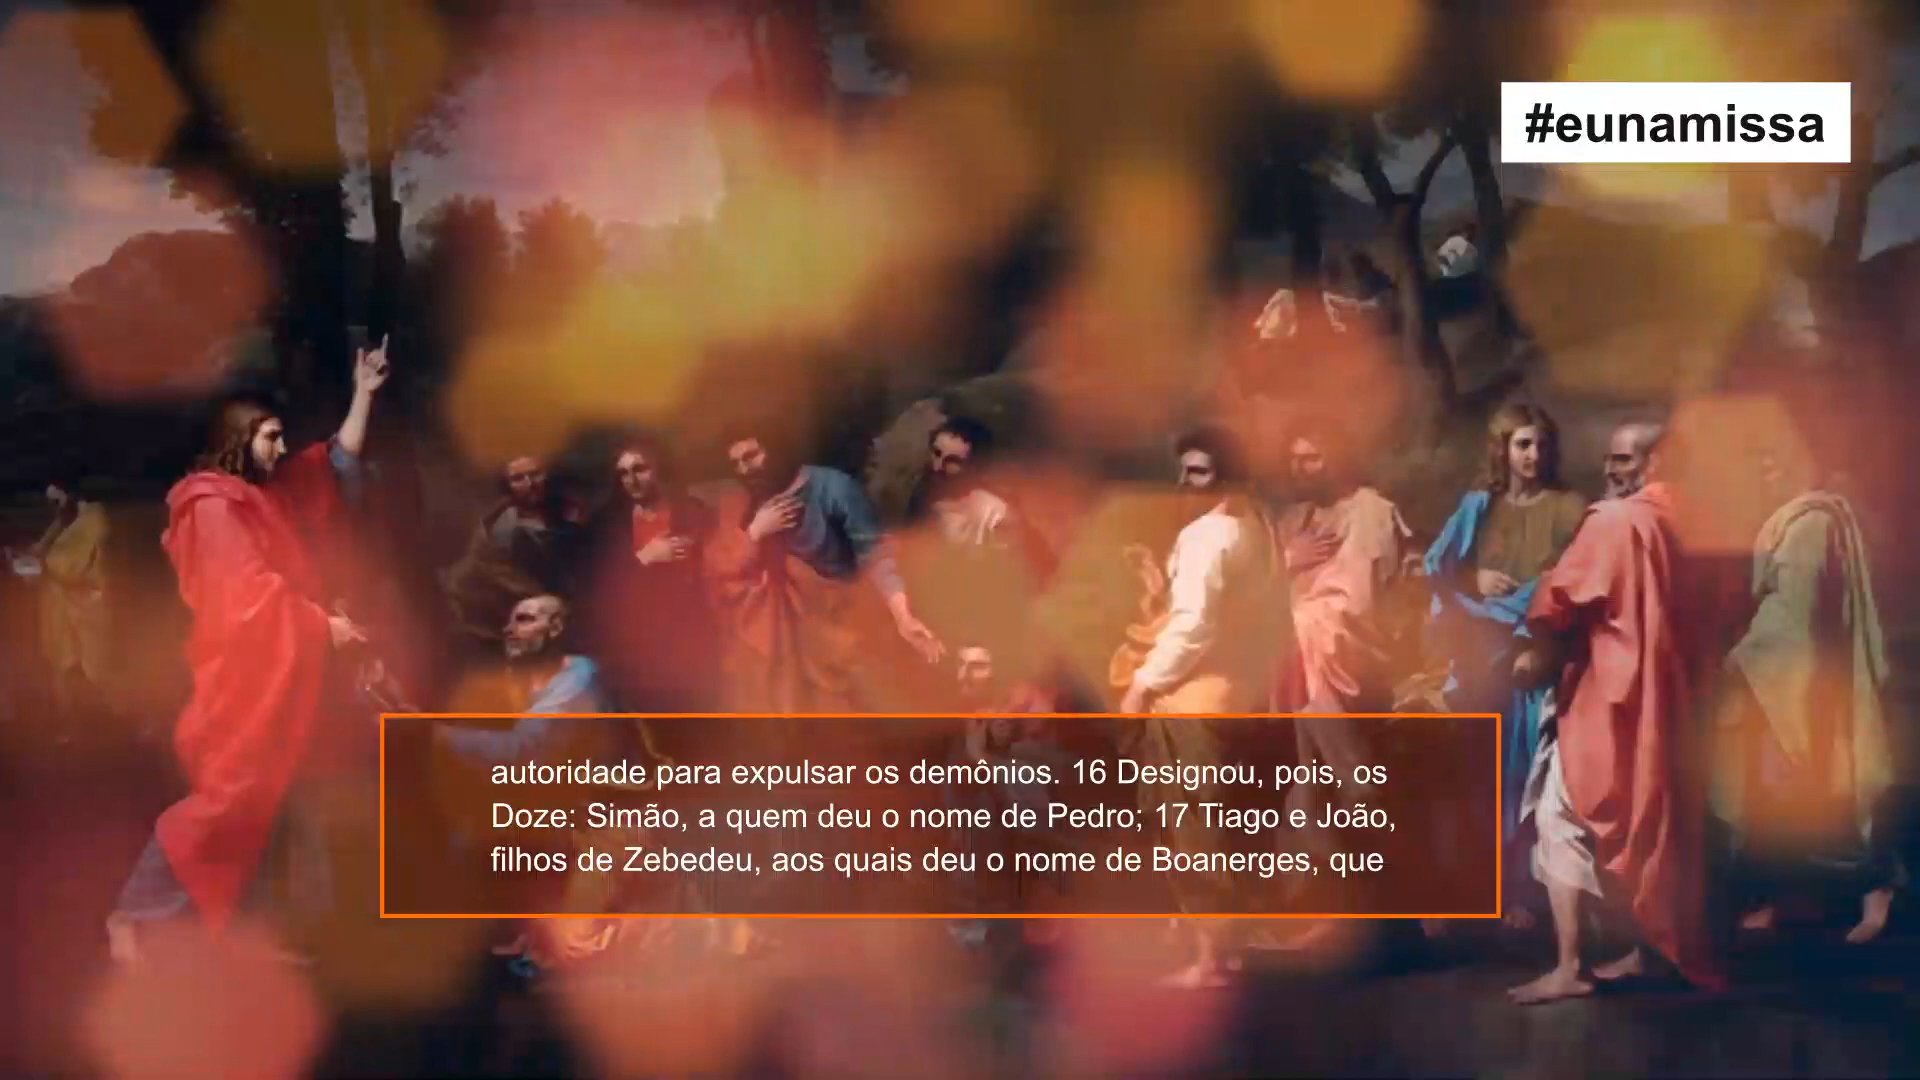 #eunamissa
autoridade para expulsar os demônios. 16 Designou, pois, os
Doze: Simão, a quem deu o nome de Pedro; 17 Tiago e João,
filhos de Zebedeu, aos quais deu o nome de Boanerges, que